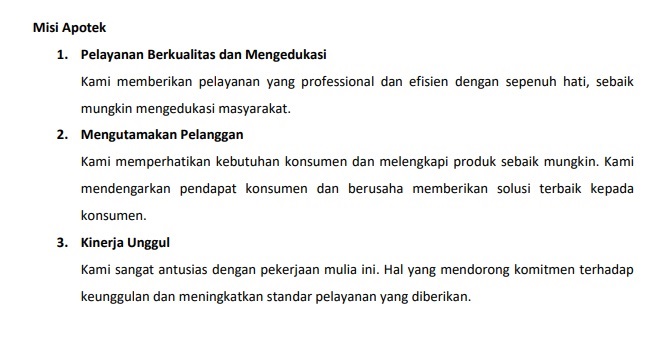 Misi Apotek
1. Pelayanan Berkualitas dan Mengedukasi
Kami memberikan pelayanan yang professional dan efisien dengan sepenuh hati, sebaik
mungkin mengedukasi masyarakat.
2. Mengutamakan Pelanggan
Kami memperhatikan kebutuhan konsumen dan melengkapi produk sebaik mungkin. Kami
mendengarkan pendapat konsumen dan berusaha memberikan solusi terbaik kepada
konsumen.
3. Kinerja Unggul
Kami sangat antusias dengan pekerjaan mulia ini. Hal yang mendorong komitmen terhadap
keunggulan dan meningkatkan standar pelayanan yang diberikan.